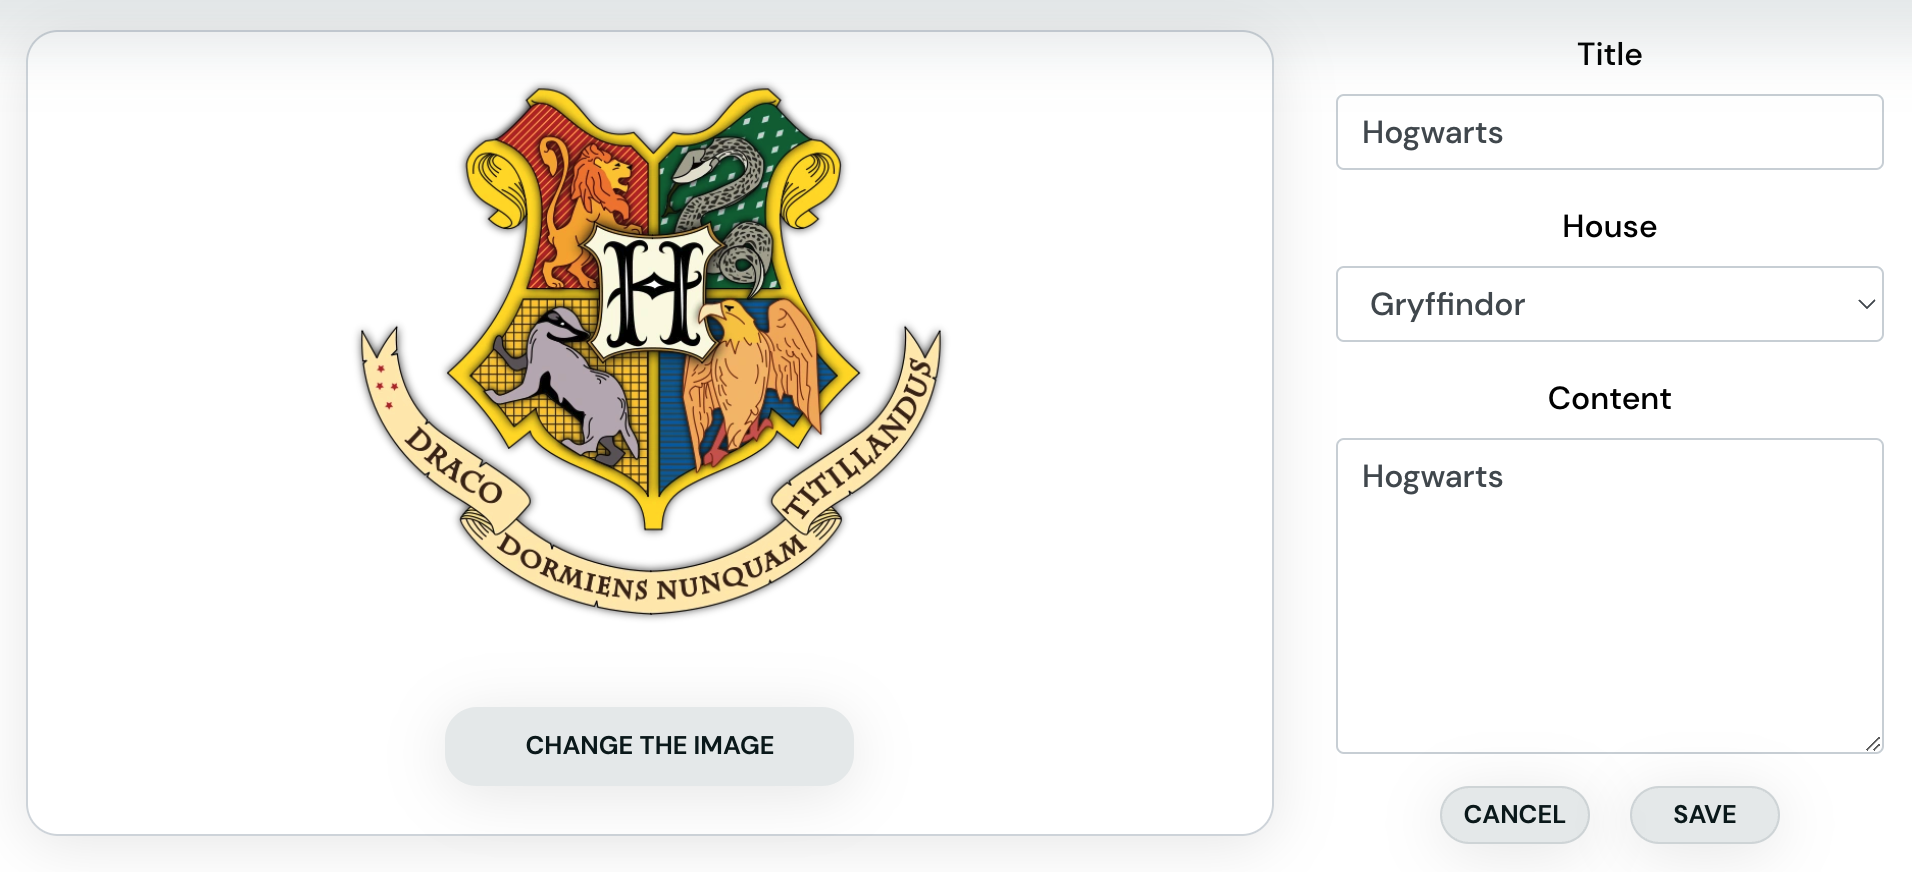 H
DRACO
DORMIENS NUNQUAM
TITILLANDUS
CHANGE THE IMAGE
Title
Hogwarts
House
Gryffindor
Content
Hogwarts
CANCEL
SAVE